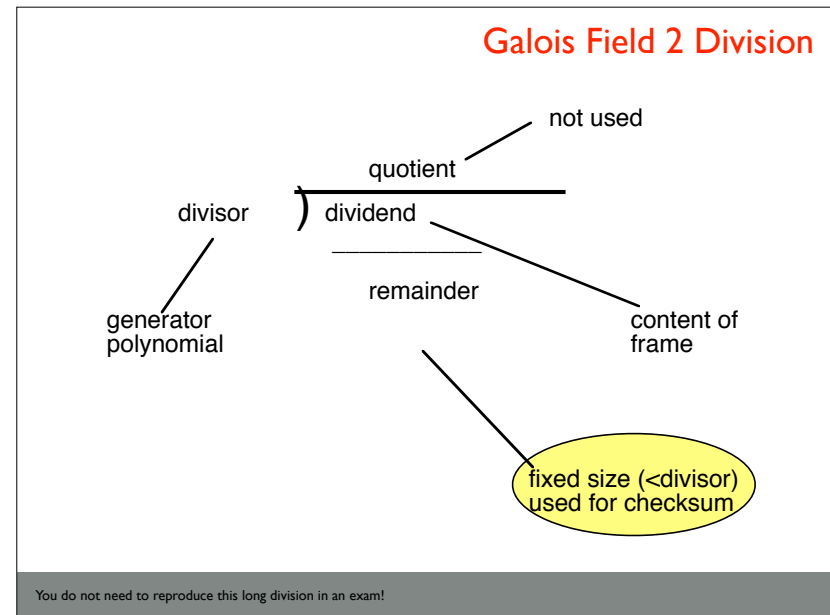 Galois Field 2 Division
not used
quotient
divisor ) dividend
remainder
generator
polynomial
content of
frame
fixed size (<divisor)
used for checksum
You do not need to reproduce this long division in an exam!